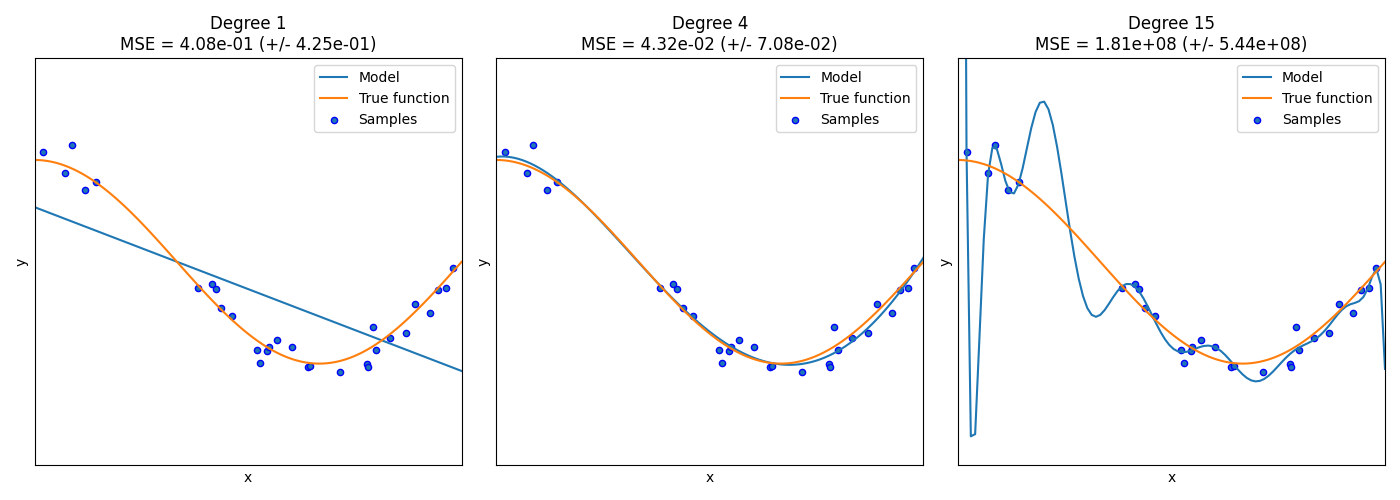 Degree 1
MSE = 4.08e-01 (+/- 4.25e-01)
Model
True function
Samples
y
x
Degree 4
MSE = 4.32e-02 (+/- 7.08e-02)
Model
True function
Samples
y
x
Degree 15
MSE = 1.81e+08 (+/- 5.44e+08)
Model
True function
Samples
y
x